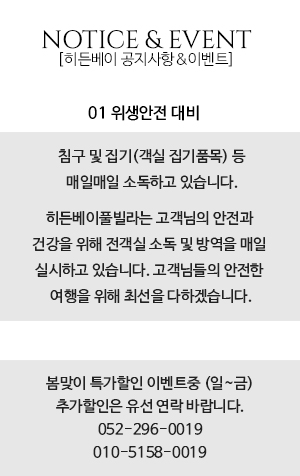 NOTICE & EVENT
[히든베이 공지사항&이벤트]
01 위생안전 대비
침구 및 집기(객실 집기품목) 등
매일매일 소독하고 있습니다.
히든베이풀빌라는 고객님의 안전과
건강을 위해 전객실 소독 및 방역을 매일
실시하고 있습니다. 고객님들의 안전한
여행을 위해 최선을 다하겠습니다.
봄맞이 특가할인 이벤트중 (일~금)
추가할인은 유선 연락 바랍니다.
052-296-0019
010-5158-0019